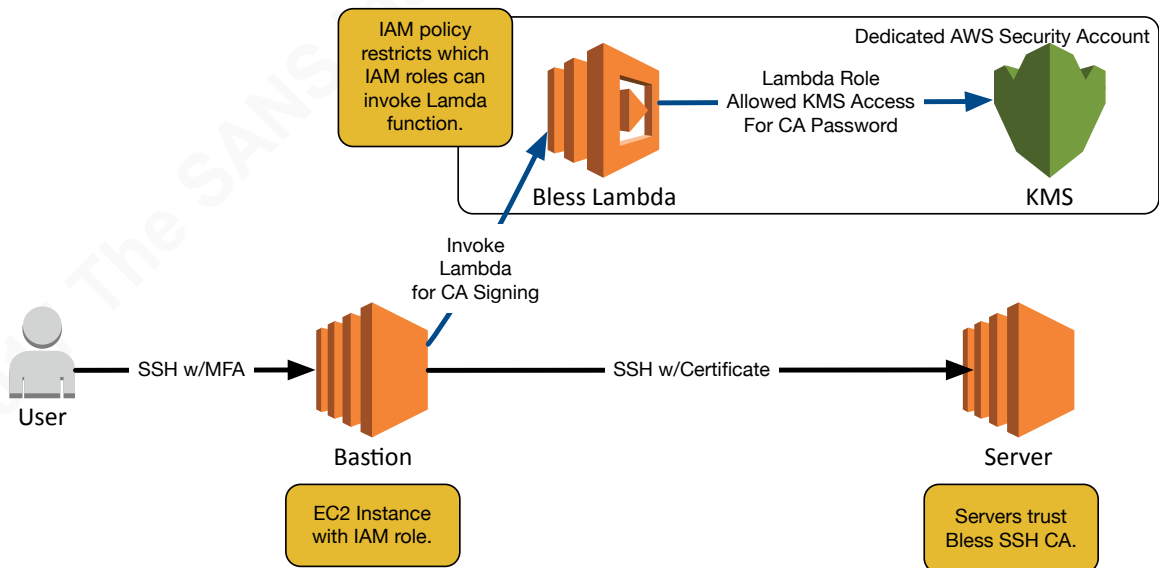 IAM policy
restricts which
IAM roles can
invoke Lamda
function.
Dedicated AWS Security Account
Lambda Role
Allowed KMS Access
For CA Password
Bless Lambda
KMS
Invoke
Lambda
for CA Signing
SSH w/MFA
SSH w/Certificate
User
Bastion
Server
EC2 Instance
with IAM role.
Servers trust
Bless SSH CA.
The SANS